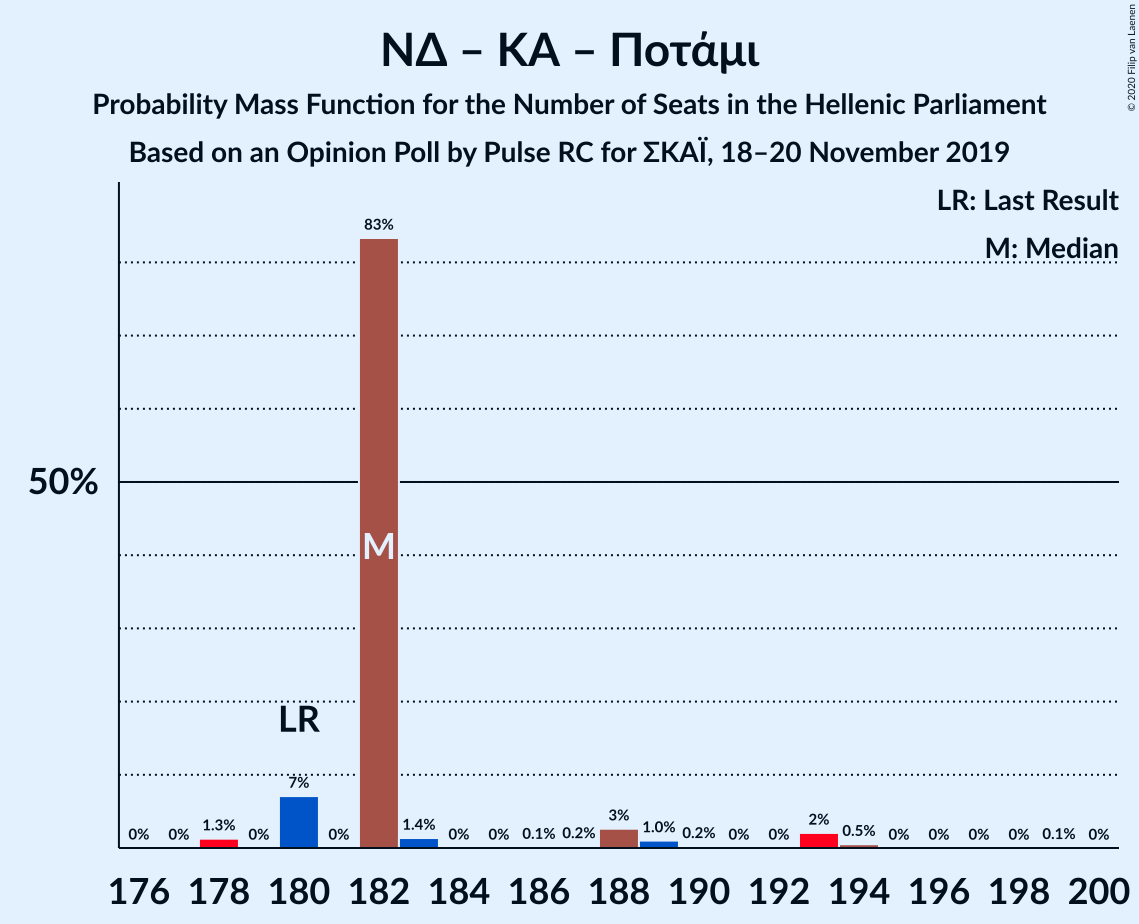 ΝΔ – ΚΑ – Ποτάμι
Probability Mass Function for the Number of Seats in the Hellenic Parliament
Based on an Opinion Poll by Pulse RC for ΣΚΑΪ, 18–20 November 2019
© 2020 Filip van Laenen
LR: Last Result
M: Median
83%
50%
M
LR
0% 0% 1.3% 0% 7% 0% 1.4% 0% 0% 0.1% 0.2% 3% 1.0% 0.2% 0% 0% 2% 0.5% 0% 0% 0% 0% 0.1% 0%
176 178 180 182 184 186 188 190 192 194 196 198 200